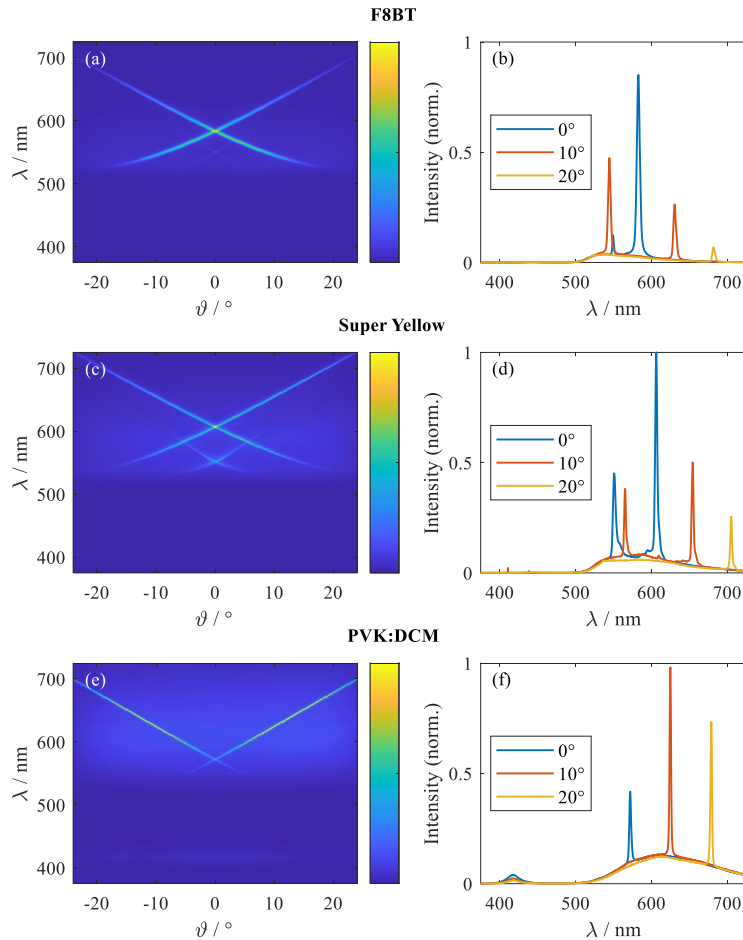 F8BT
(a)
700
600
500
400
λ / nm
-20 -10 0 10 20
ϑ / °
(b)
1
0.5
0
Intensity (norm.)
0°
10°
20°
400 500 600 700
λ / nm
Super Yellow
(c)
700
600
500
400
λ / nm
-20 -10 0 10 20
ϑ / °
(d)
1
0.5
0
Intensity (norm.)
0°
10°
20°
400 500 600 700
λ / nm
PVK:DCM
(e)
700
600
500
400
λ / nm
-20 -10 0 10 20
ϑ / °
(f)
1
0.5
0
Intensity (norm.)
0°
10°
20°
400 500 600 700
λ / nm